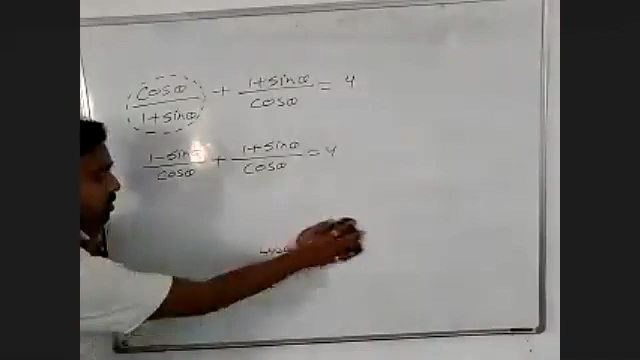 cosθ/1+sinθ + 1+sinθ/cosθ = 4
1-sinθ/cosθ + 1+sinθ/cosθ = 4